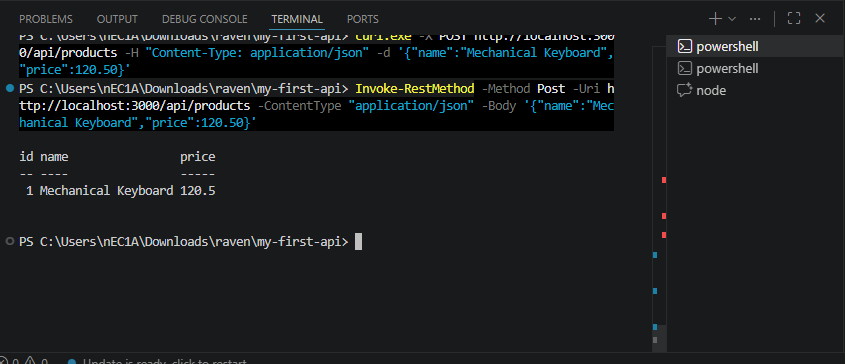 PROBLEMS OUTPUT DEBUG CONSOLE TERMINAL PORTS
PS C:\Users\nEC1A\Downloads\raven\my-first-api> curl.exe -X POST http://localhost:300
0/api/products -H "Content-Type: application/json" -d '{"name":"Mechanical Keyboard",
"price":120.50}'
PS C:\Users\nEC1A\Downloads\raven\my-first-api> Invoke-RestMethod -Method Post -Uri h
ttp://localhost:3000/api/products -ContentType "application/json" -Body '{"name":"Mec
hanical Keyboard","price":120.50}'
id name price
-- ---- -----
1 Mechanical Keyboard 120.5
PS C:\Users\nEC1A\Downloads\raven\my-first-api>
powershell
powershell
node
0 0 Update is ready, click to restart